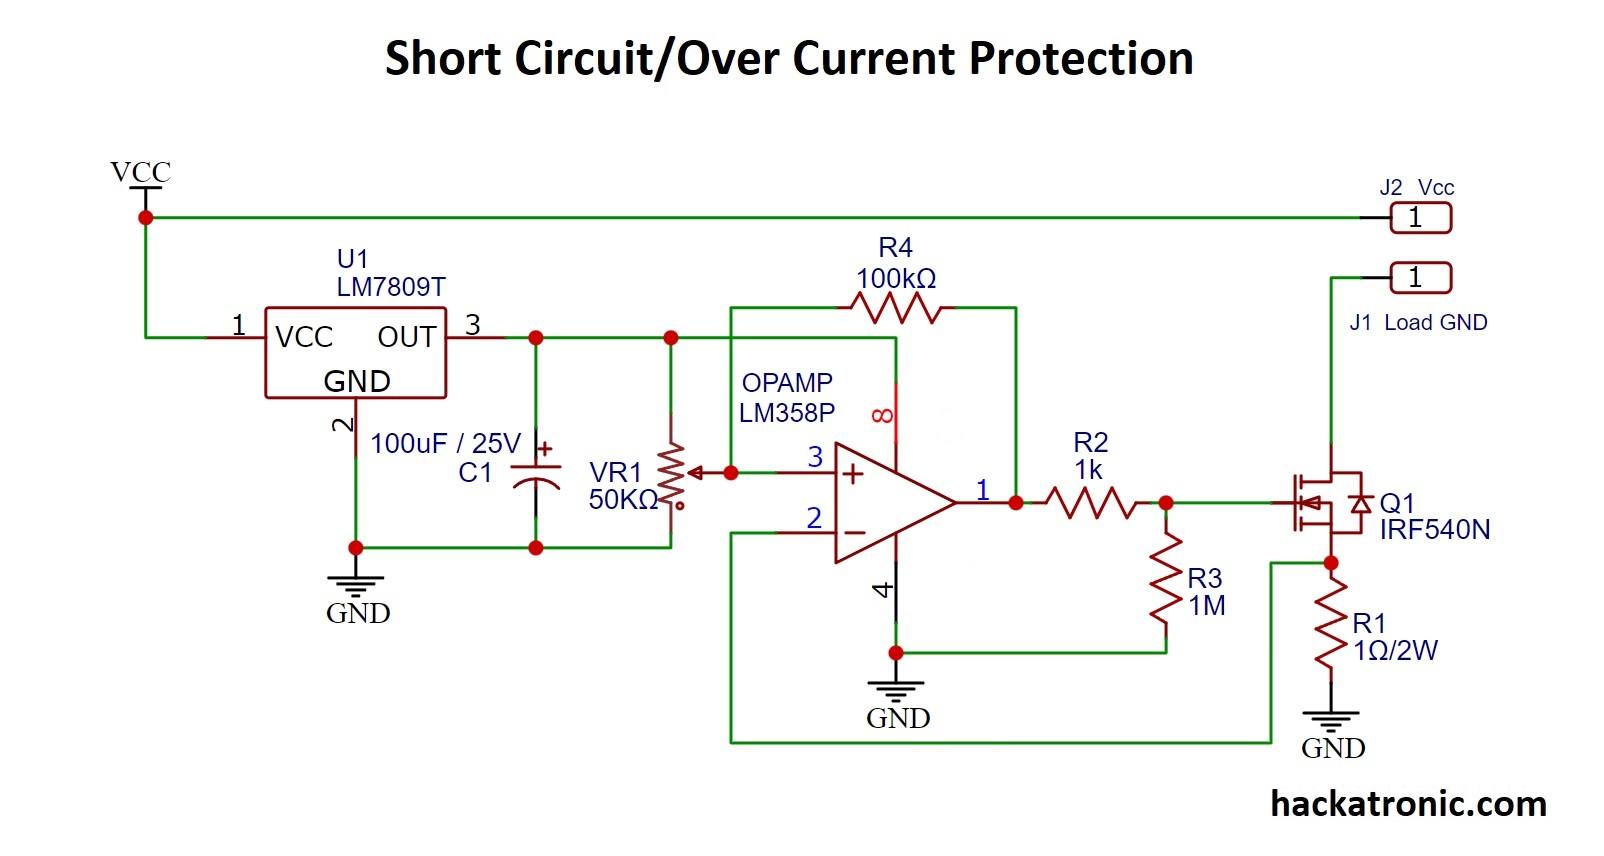 Short Circuit/Over Current Protection
VCC
J2 Vcc
1
1
J1 Load GND
U1
LM7809T
1
VCC OUT
GND
3
2
100uF / 25V
C1
+
GND
VR1
50KΩ
R4
100kΩ
OPAMP
LM358P
8
3
+
2
−
1
4
GND
R2
1k
R3
1M
Q1
IRF540N
R1
1Ω/2W
GND
hackatronic.com